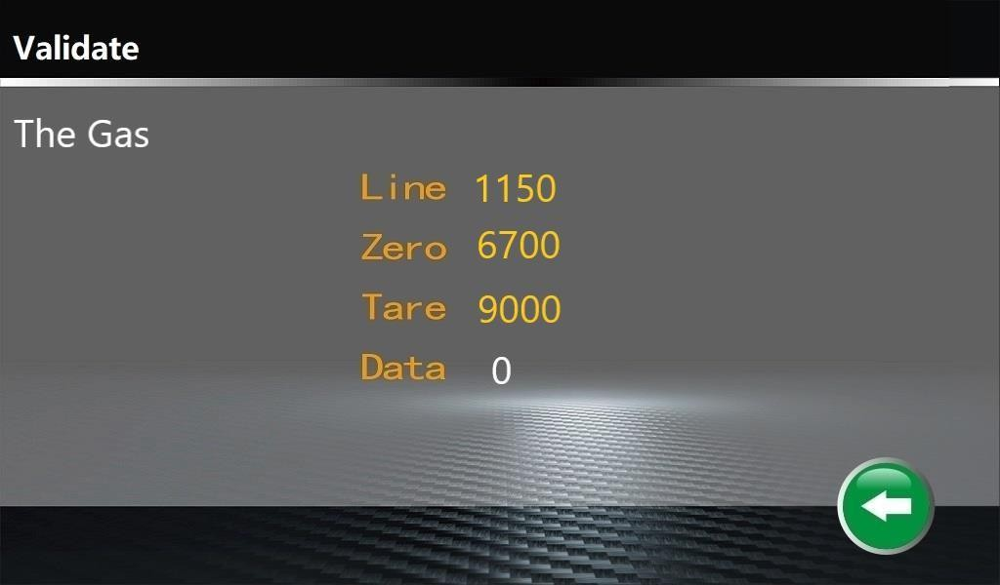 Validate
The Gas
Line 1150
Zero 6700
Tare 9000
Data 0